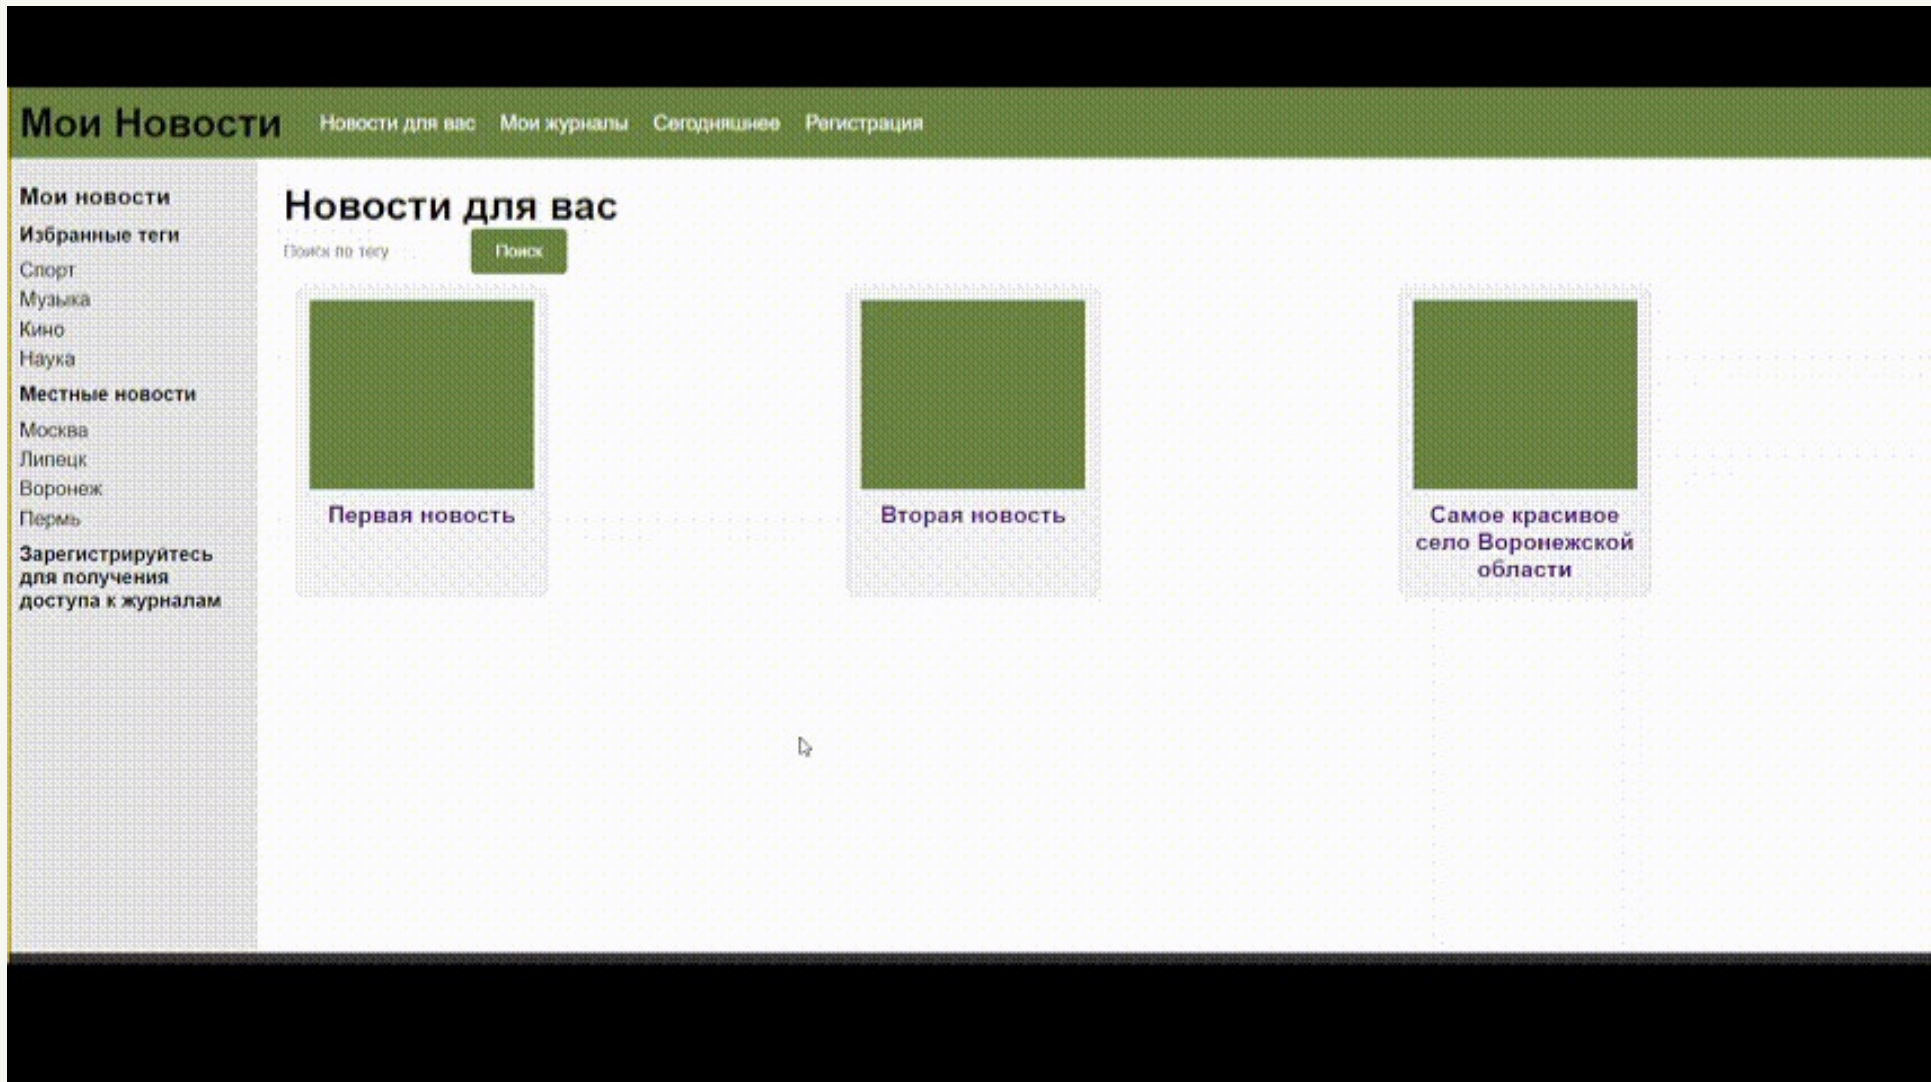 Мои Новости
Новости для вас
Мои журналы
Сегодняшнее
Регистрация
Мои новости
Избранные теги
Спорт
Музыка
Кино
Наука
Местные новости
Москва
Липецк
Воронеж
Пермь
Зарегистрируйтесь
для получения
доступа к журналам
Новости для вас
Поиск по тегу
Поиск
Первая новость
Вторая новость
Самое красивое
село Воронежской
области